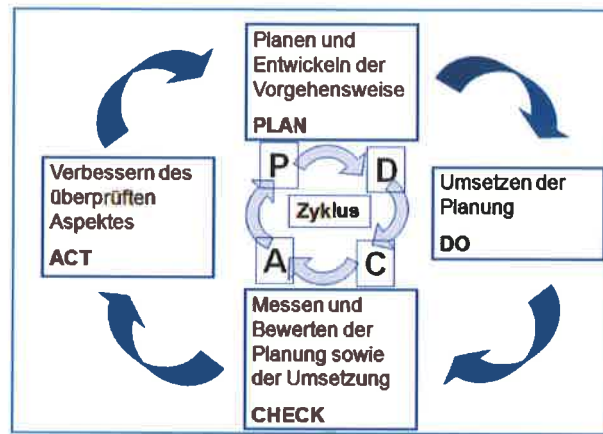 Planen und
Entwickeln der
Vorgehensweise
PLAN
Umsetzen der
Planung
DO
Messen und
Bewerten der
Planung sowie
der Umsetzung
CHECK
Verbessern des
überprüften
Aspektes
ACT
P
D
Zyklus
A
C